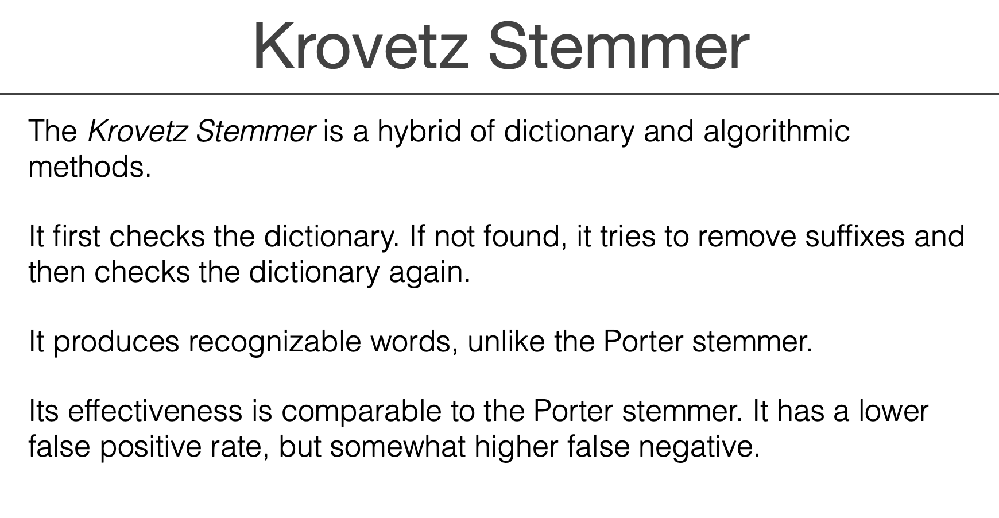 Krovetz Stemmer
The Krovetz Stemmer is a hybrid of dictionary and algorithmic
methods.
It first checks the dictionary. If not found, it tries to remove suffixes and
then checks the dictionary again.
It produces recognizable words, unlike the Porter stemmer.
Its effectiveness is comparable to the Porter stemmer. It has a lower
false positive rate, but somewhat higher false negative.